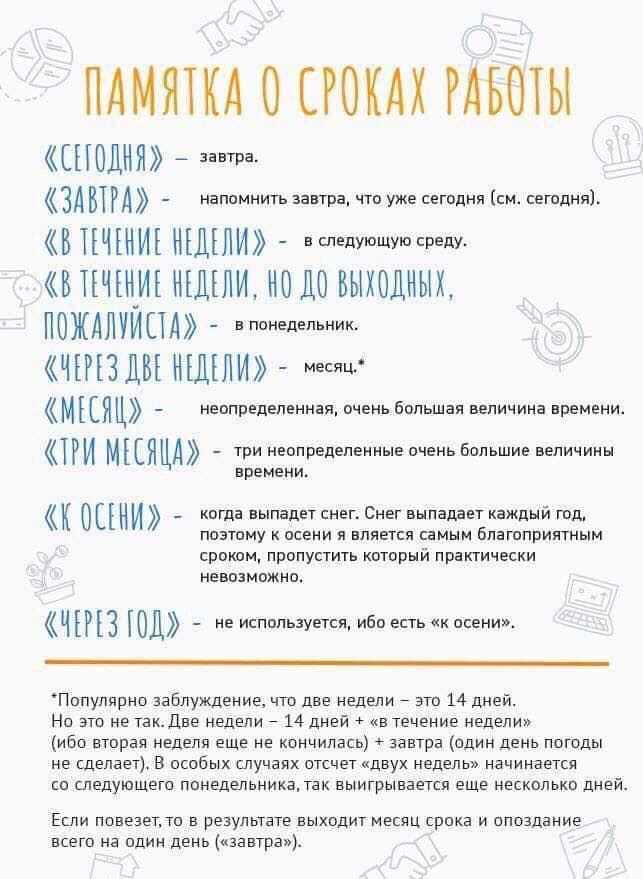 ПАМЯТКА О СРОКАХ РАБОТЫ
«СЕГОДНЯ» – завтра.
«ЗАВТРА» - напомнить завтра, что уже сегодня (см. сегодня).
«В ТЕЧЕНИЕ НЕДЕЛИ» - в следующую среду.
«В ТЕЧЕНИЕ НЕДЕЛИ, НО ДО ВЫХОДНЫХ,
ПОЖАЛУЙСТА» - в понедельник.
«ЧЕРЕЗ ДВЕ НЕДЕЛИ» - месяц.*
«МЕСЯЦ» - неопределенная, очень большая величина времени.
«ТРИ МЕСЯЦА» - три неопределенные очень большие величины
времени.
«К ОСЕНИ» - когда выпадет снег. Снег выпадает каждый год,
поэтому к осени я вляется самым благоприятным
сроком, пропустить который практически
невозможно.
«ЧЕРЕЗ ГОД» - не используется, ибо есть «к осени».
*Популярно заблуждение, что две недели – это 14 дней.
Но это не так. Две недели – 14 дней + «в течение недели»
(ибо вторая неделя еще не кончилась) + завтра (один день погоды
не сделает). В особых случаях отсчет «двух недель» начинается
со следующего понедельника, так выигрывается еще несколько дней.
Если повезет, то в результате выходит месяц срока и опоздание
всего на один день («завтра»).